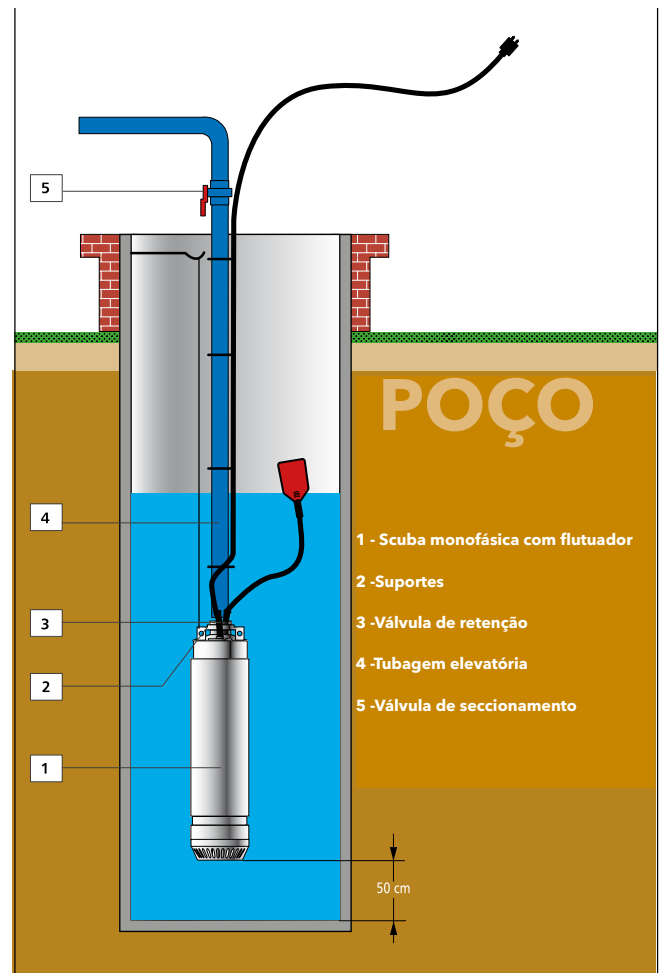 5
POÇO
4
1 - Scuba monofásica com flutuador
2 -Suportes
3 -Válvula de retenção
3
4 -Tubagem elevatória
2
5 -Válvula de seccionamento
1
50 cm